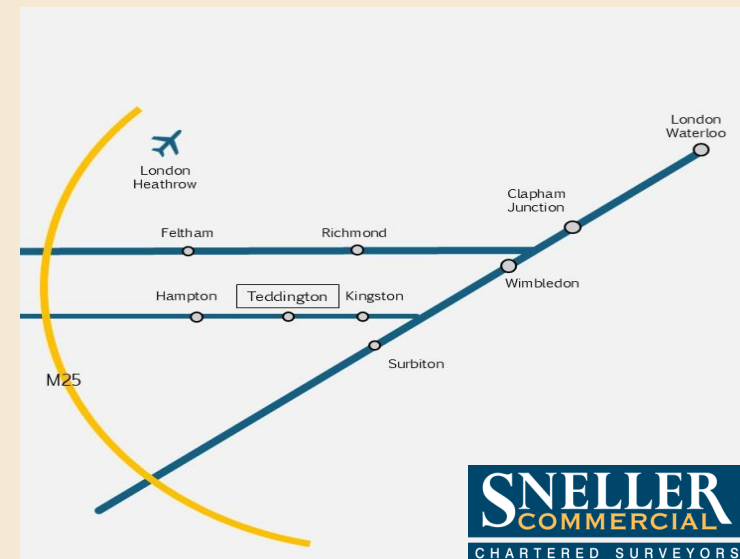 London
Waterloo
London
Heathrow
Clapham
Junction
Feltham
Richmond
Wimbledon
Hampton
Teddington
Kingston
Surbiton
M25
SNELLER
COMMERCIAL
CHARTERED SURVEYORS